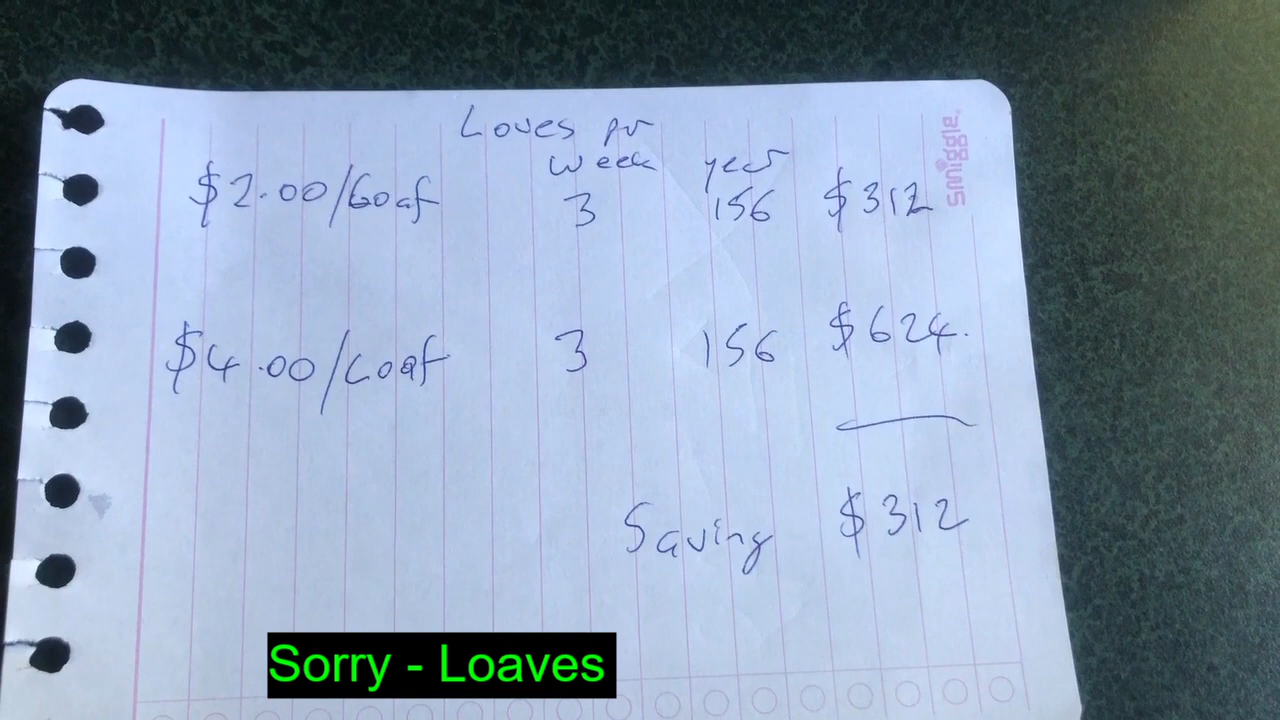 Loves per
week year
$2.00/Loaf 3 156 $312
$4.00/Loaf 3 156 $624.
Saving $312
smiggle
Sorry - Loaves